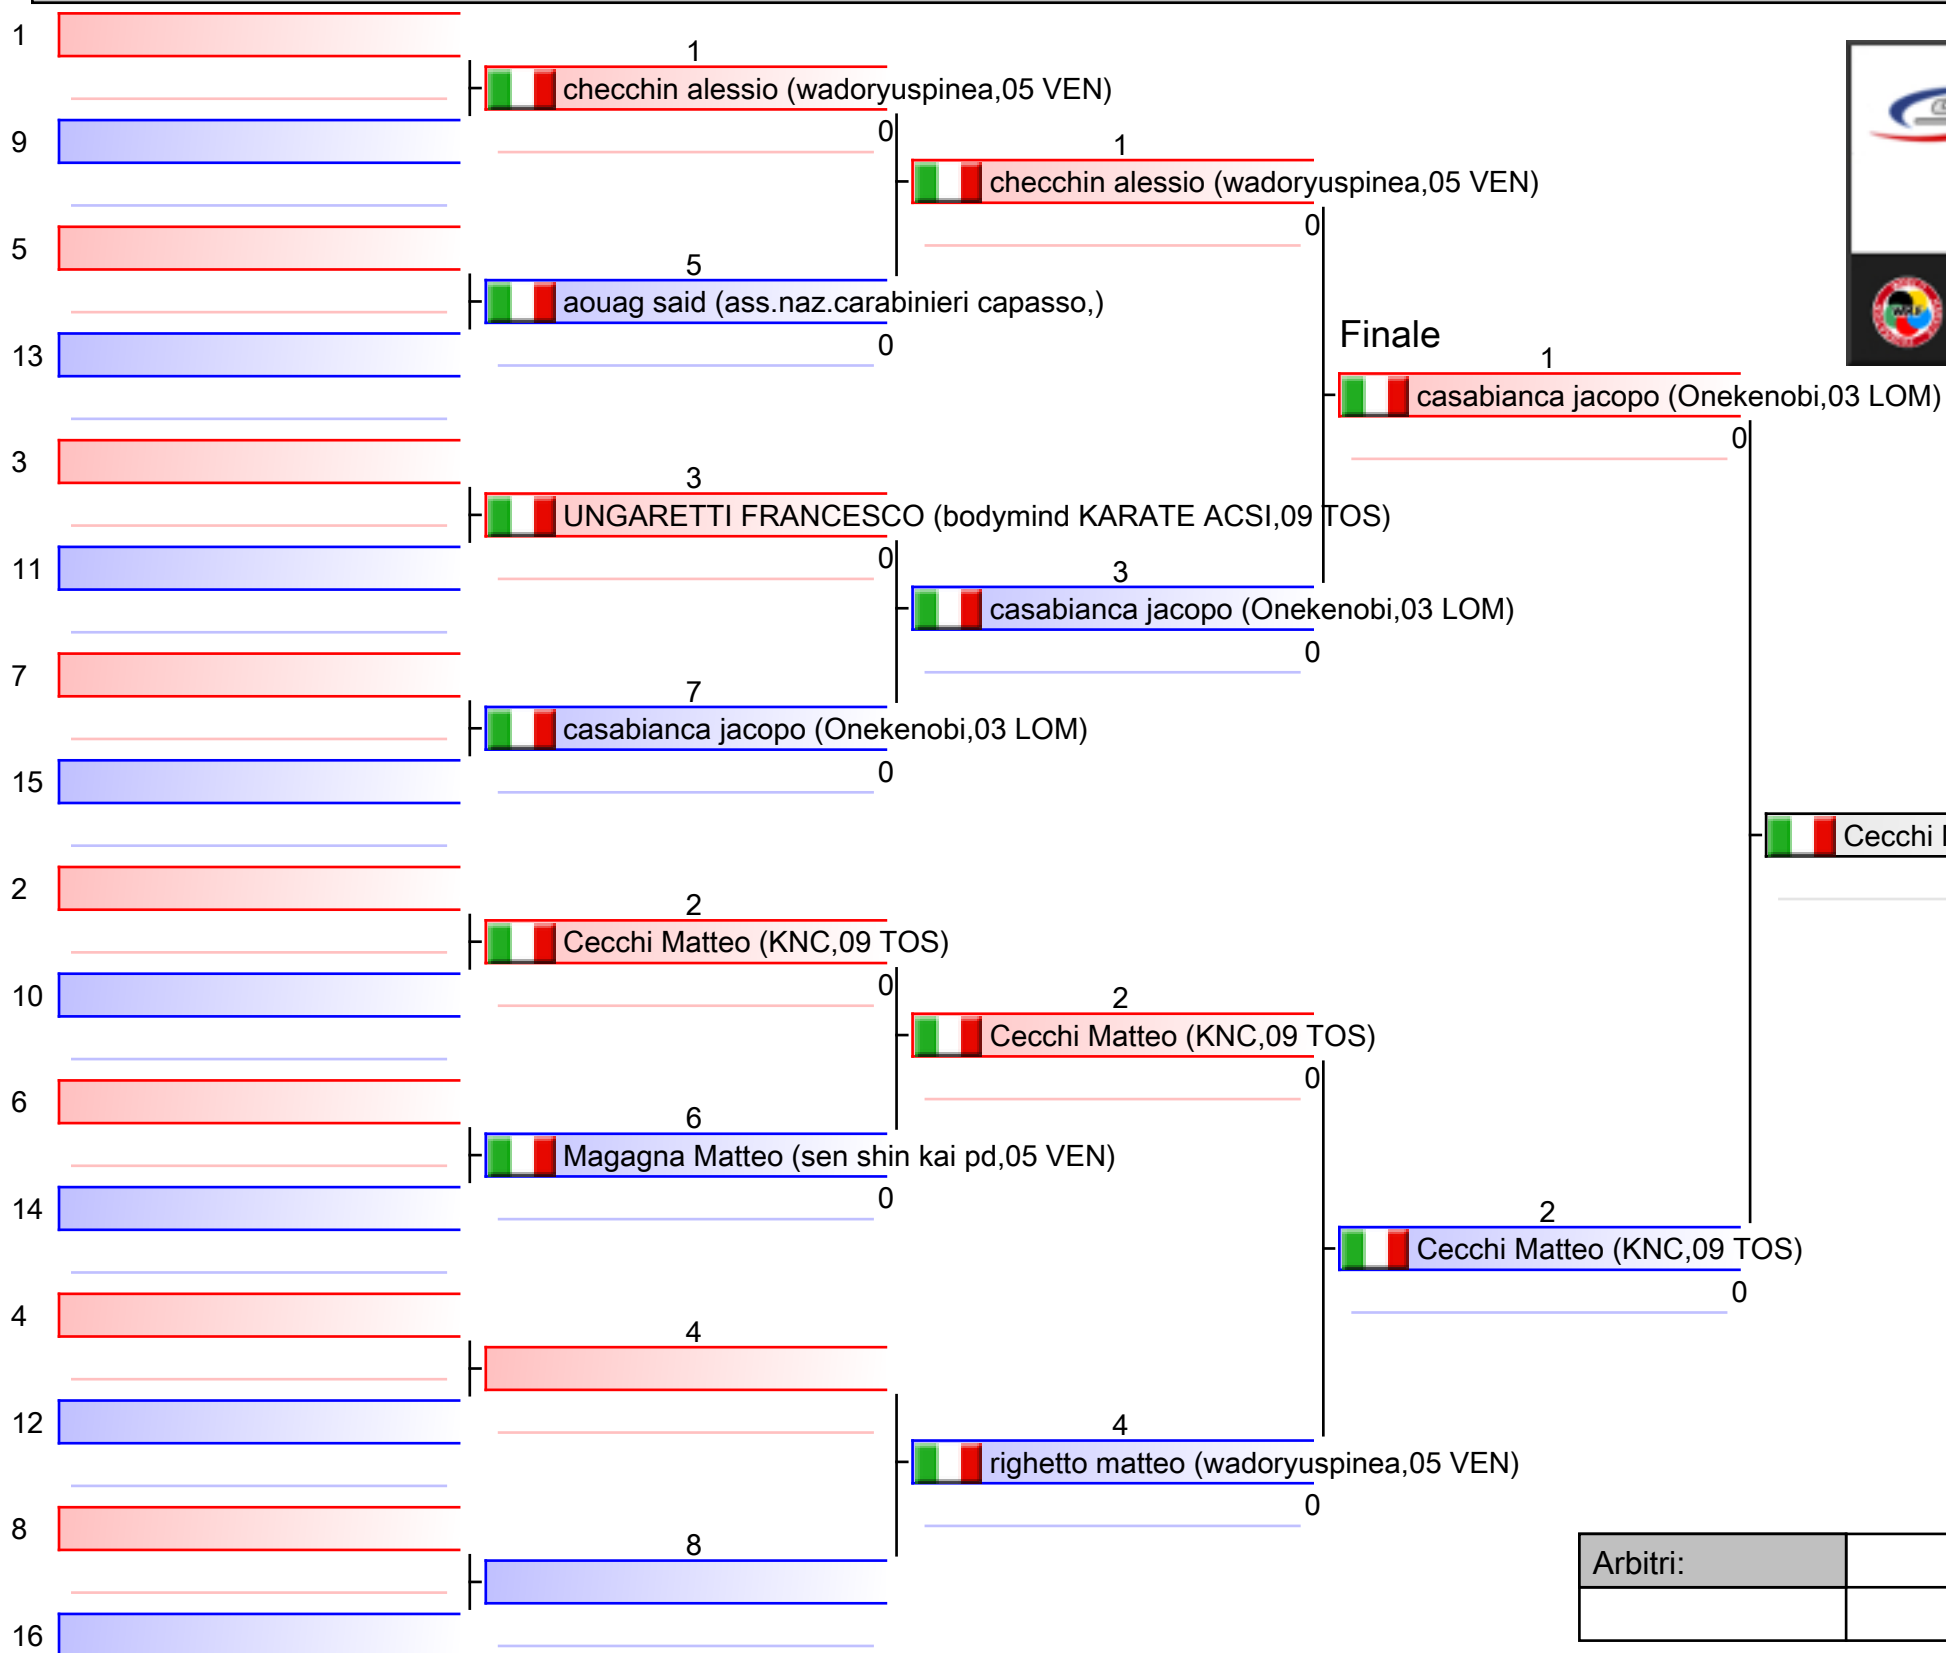 1
1
checchin alessio (wadoryuspinea,05 VEN)
0
9
1
checchin alessio (wadoryuspinea,05 VEN)
0
5
5
aouag said (ass.naz.carabinieri capasso,)
0
13
Finale
1
casabianca jacopo (Onekenobi,03 LOM)
0
3
3
UNGARETTI FRANCESCO (bodymind KARATE ACSI,09 TOS)
0
11
3
casabianca jacopo (Onekenobi,03 LOM)
0
7
7
casabianca jacopo (Onekenobi,03 LOM)
0
15
Cecchi
2
2
Cecchi Matteo (KNC,09 TOS)
0
10
2
Cecchi Matteo (KNC,09 TOS)
0
6
6
Magagna Matteo (sen shin kai pd,05 VEN)
0
14
2
Cecchi Matteo (KNC,09 TOS)
0
4
4
12
4
righetto matteo (wadoryuspinea,05 VEN)
0
8
8
16
Arbitri: